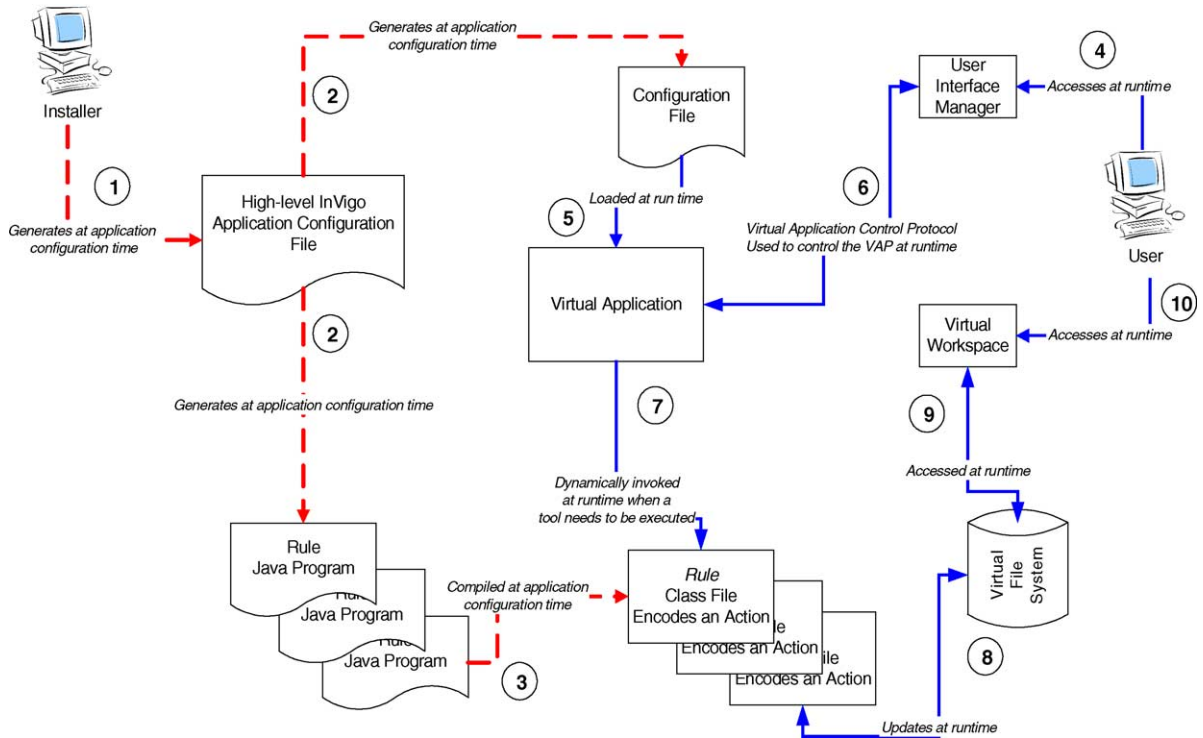 Generates at application
configuration time
4
User
Interface
Manager
Accesses at runtime
2
Configuration
File
Installer
1
6
High-level InVigo
Application Configuration
File
Loaded at run time
5
Generates at application
configuration time
Virtual Application Control Protocol
Used to control the VAP at runtime
User
Virtual Application
10
2
Virtual
Workspace
Accesses at runtime
7
9
Generates at application configuration time
Accessed at runtime
Dynamically invoked
at runtime when a
tool needs to be executed
Virtual
File
System
Rule
Java Program
Java Program
Java Program
Compiled at application
configuration time
Rule
Class File
Encodes an Action
Encodes an Action
Encodes an Action
3
8
Updates at runtime